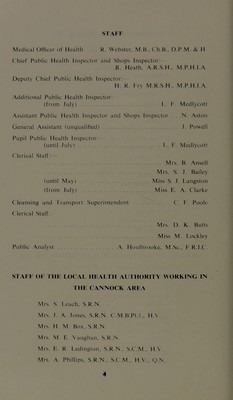 STAFF
Medical Officer of Health . . . R. Webster, M.B., Ch.B., D.P.M. & H
Chief Public Health Inspector and Shops Inspector:—
R. Heath, A.R.S.H., M.P.H.I.A.
Deputy Chief Public Health Inspector:—
H. R. Fry M.R.S.H., M.P.H.I.A.
Additional Public Health Inspector:
(from July) . . . L. F. Medlycott
Assistant Public Health Inspector and Shops Inspector . . . N. Aston
General Assistant (unqualified) . . . J. Powell
Pupil Public Health Inspector:—
(until July) . . . L. F. Medlycott
Clerical Staff:—
Mrs. B. Ansell
Mrs. S. J. Bailey
(until May) Miss S. J. Langston
(from May) Miss E. A. Clarke
Cleansing and Transport Superintendent . . . C. F. Poole
Clerical Staff:
Mrs. D. K. Butts
Miss M. Lockley
Public Analyst . . . A. Houlbrooke, M.Sc., F.R.I.C.
STAFF OF THE LOCAL HEALTH AUTHORITY WORKING IN
THE CANNOCK AREA
Mrs. S. Leach, S.R.N.
Mrs. J. A. Jones, S.R.N. C.M.B.Pt.I., H.V.
Mrs. H. M. Box, S.R.N.
Mrs. M. E. Vaughan, S.R.N.
Mrs. E. R. Ludington, S.R.N., S.C.M., H.V.
Mrs. A. Phillips, S.R.N., S.C.M., H.V., Q.N.
4